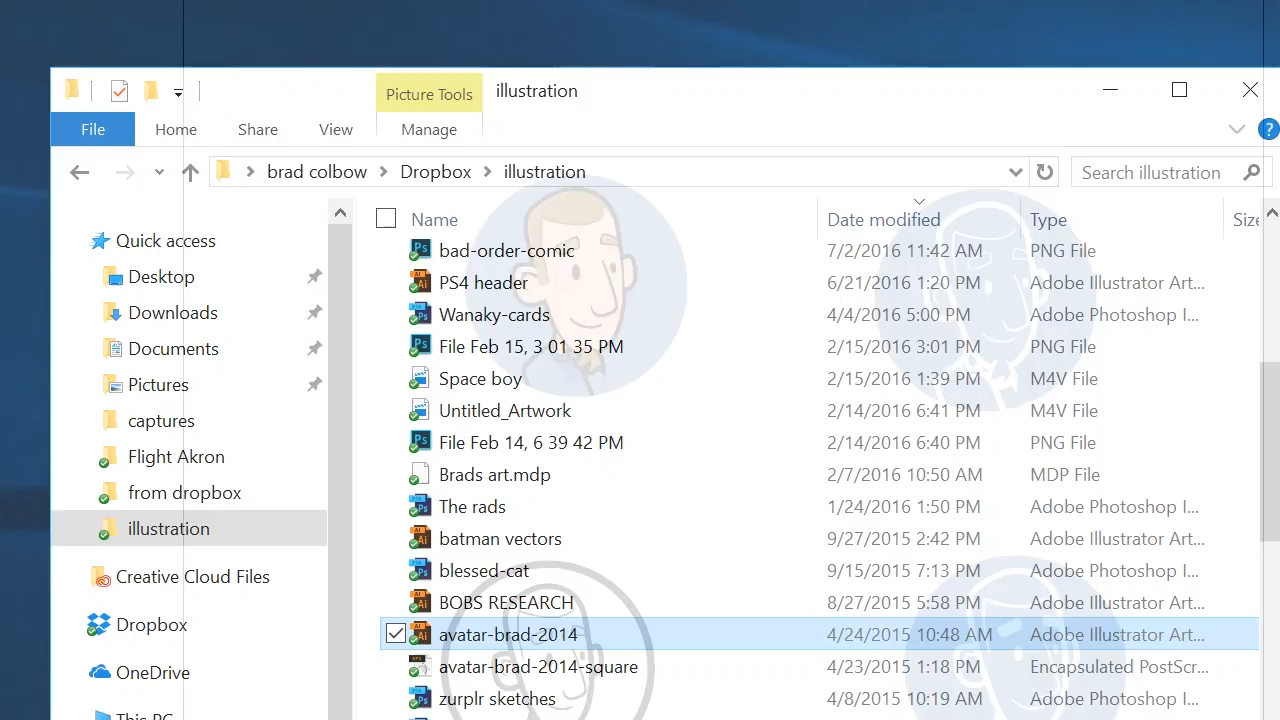 Picture Tools illustration
File Home Share View Manage
brad colbow Dropbox illustration Search illustration
Name Date modified Type Size
Quick access
Desktop
Downloads
Documents
Pictures
captures
Flight Akron
from dropbox
illustration
Creative Cloud Files
Dropbox
OneDrive
This PC
bad-order-comic 7/2/2016 11:42 AM PNG File
PS4 header 6/21/2016 1:20 PM Adobe Illustrator Art...
Wanaky-cards 4/4/2016 5:00 PM Adobe Photoshop I...
File Feb 15, 3 01 35 PM 2/15/2016 3:01 PM PNG File
Space boy 2/15/2016 1:39 PM M4V File
Untitled_Artwork 2/14/2016 6:41 PM M4V File
File Feb 14, 6 39 42 PM 2/14/2016 6:40 PM PNG File
Brads art.mdp 2/7/2016 10:50 AM MDP File
The rads 1/24/2016 1:50 PM Adobe Photoshop I...
batman vectors 9/27/2015 2:42 PM Adobe Illustrator Art...
blessed-cat 9/15/2015 7:13 PM Adobe Photoshop I...
BOBS RESEARCH 8/27/2015 5:58 PM Adobe Illustrator Art...
avatar-brad-2014 4/24/2015 10:48 AM Adobe Illustrator Art...
avatar-brad-2014-square 4/23/2015 1:18 PM Encapsulated PostScr...
zurplr sketches 4/8/2015 10:19 AM Adobe Photoshop I...